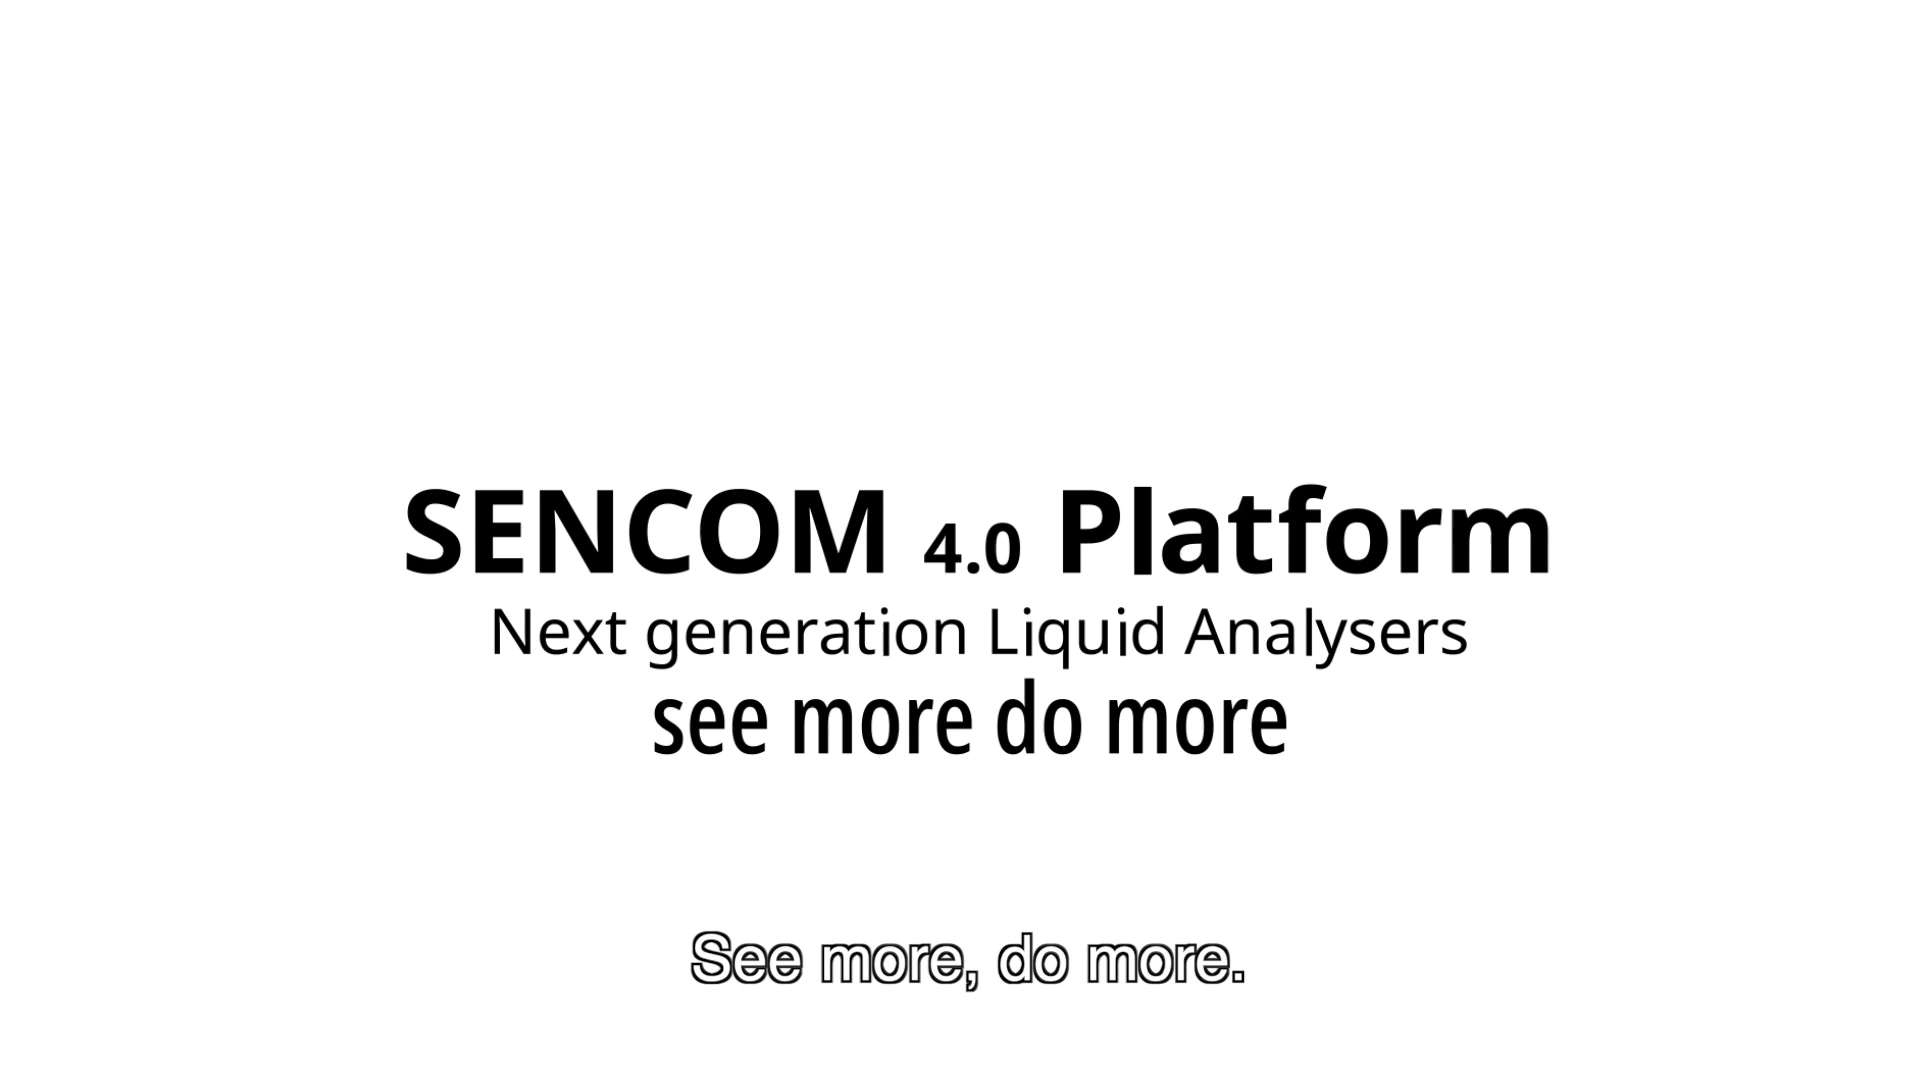 SENCOM 4.0 Platform
Next generation Liquid Analysers
see more do more
See more, do more.